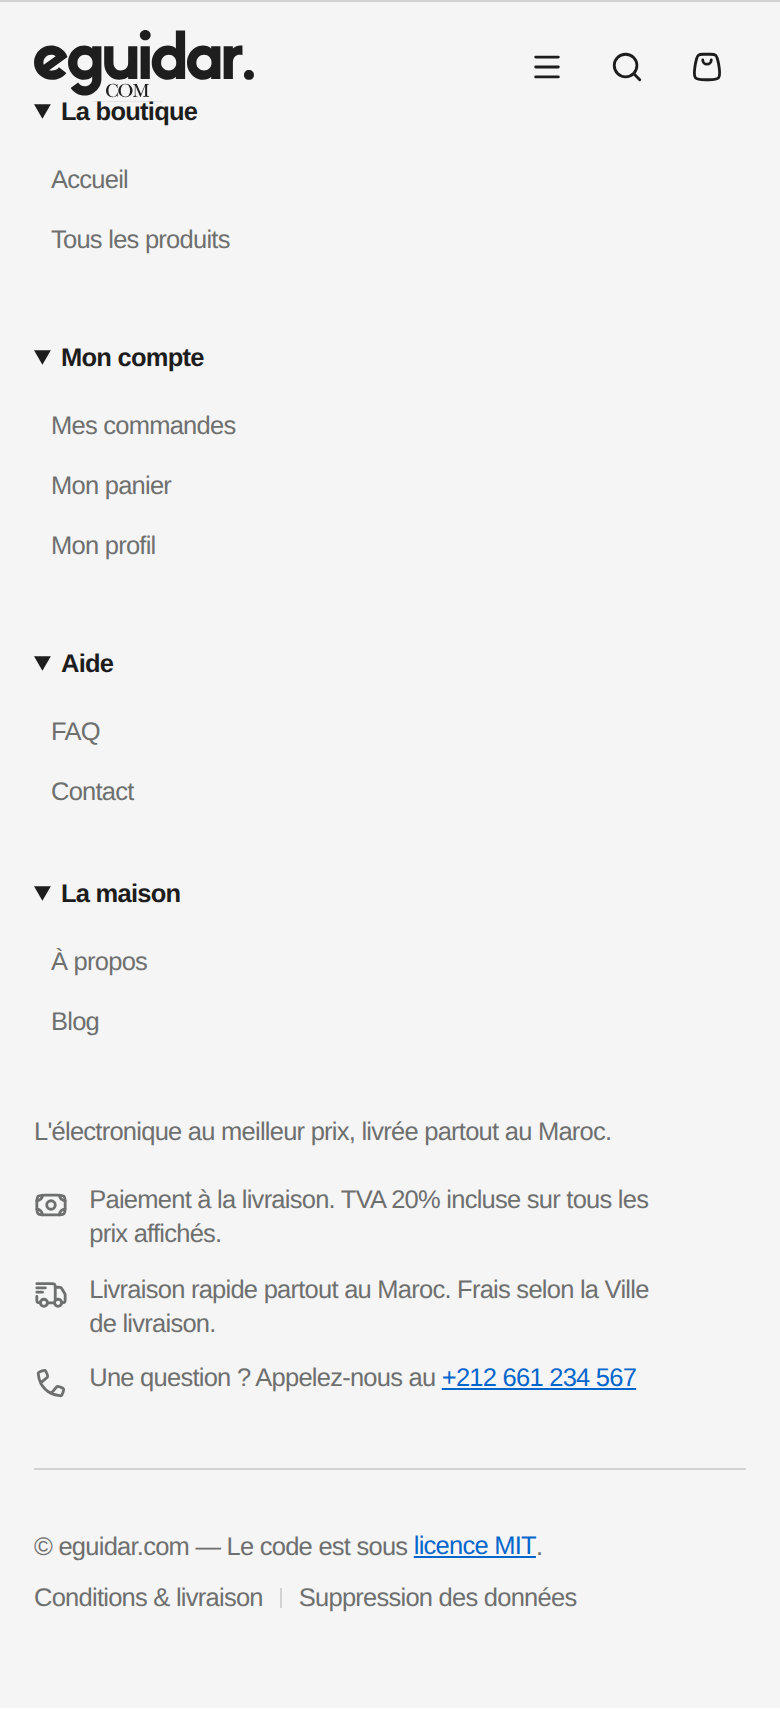 eguidar.
COM
La boutique
Accueil
Tous les produits
Mon compte
Mes commandes
Mon panier
Mon profil
Aide
FAQ
Contact
La maison
À propos
Blog
L'électronique au meilleur prix, livrée partout au Maroc.
Paiement à la livraison. TVA 20% incluse sur tous les
prix affichés.
Livraison rapide partout au Maroc. Frais selon la Ville
de livraison.
Une question ? Appelez-nous au +212 661 234 567
© eguidar.com — Le code est sous licence MIT.
Conditions & livraison | Suppression des données